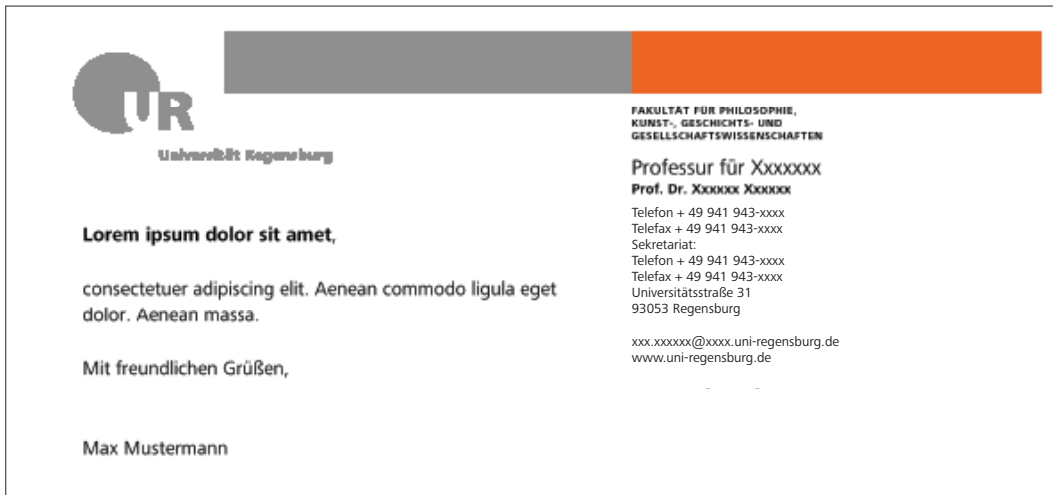 UR
Universität Regensburg
FAKULTÄT FÜR PHILOSOPHIE,
KUNST-, GESCHICHTS- UND
GESELLSCHAFTSWISSENSCHAFTEN
Professur für Xxxxxxx
Prof. Dr. Xxxxxx Xxxxxx
Telefon + 49 941 943-xxxx
Telefax + 49 941 943-xxxx
Sekretariat:
Telefon + 49 941 943-xxxx
Telefax + 49 941 943-xxxx
Universitätsstraße 31
93053 Regensburg
xxx.xxxxxx@xxxx.uni-regensburg.de
www.uni-regensburg.de
Lorem ipsum dolor sit amet,
consectetuer adipiscing elit. Aenean commodo ligula eget
dolor. Aenean massa.
Mit freundlichen Grüßen,
Max Mustermann